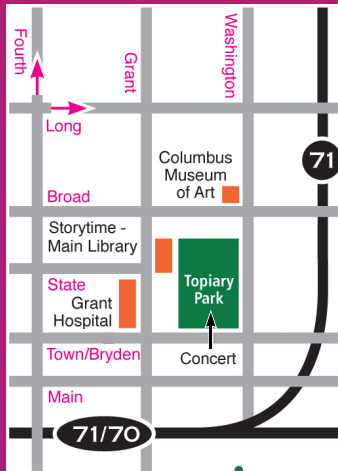 Fourth
Grant
Washington
Long
71
Columbus
Museum
of Art
Broad
Storytime -
Main Library
State
Grant
Hospital
Topiary
Park
Town/Bryden
Concert
Main
71/70